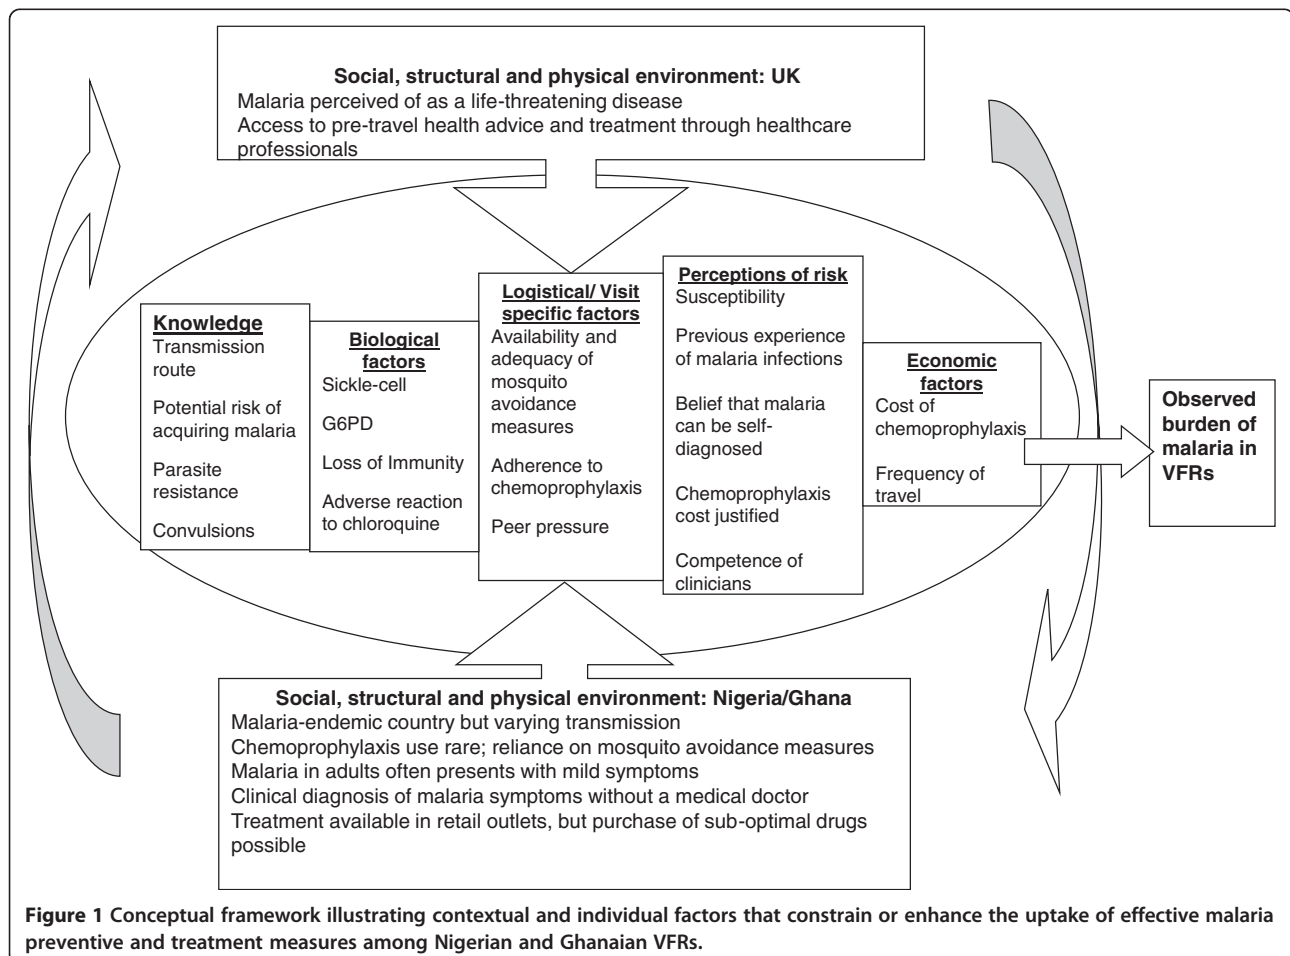 Social, structural and physical environment: UK
Malaria perceived of as a life-threatening disease
Access to pre-travel health advice and treatment through healthcare
professionals
Knowledge
Transmission
route
Potential risk of
acquiring malaria
Parasite
resistance
Convulsions
Biological
factors
Sickle-cell
G6PD
Loss of Immunity
Adverse reaction
to chloroquine
Logistical/ Visit
specific factors
Availability and
adequacy of
mosquito
avoidance
measures
Adherence to
chemoprophylaxis
Peer pressure
Perceptions of risk
Susceptibility
Previous experience
of malaria infections
Belief that malaria
can be self-
diagnosed
Chemoprophylaxis
cost justified
Competence of
clinicians
Economic
factors
Cost of
chemoprophylaxis
Frequency of
travel
Observed
burden of
malaria in
VFRs
Social, structural and physical environment: Nigeria/Ghana
Malaria-endemic country but varying transmission
Chemoprophylaxis use rare; reliance on mosquito avoidance measures
Malaria in adults often presents with mild symptoms
Clinical diagnosis of malaria symptoms without a medical doctor
Treatment available in retail outlets, but purchase of sub-optimal drugs
possible
Figure 1 Conceptual framework illustrating contextual and individual factors that constrain or enhance the uptake of effective malaria
preventive and treatment measures among Nigerian and Ghanaian VFRs.